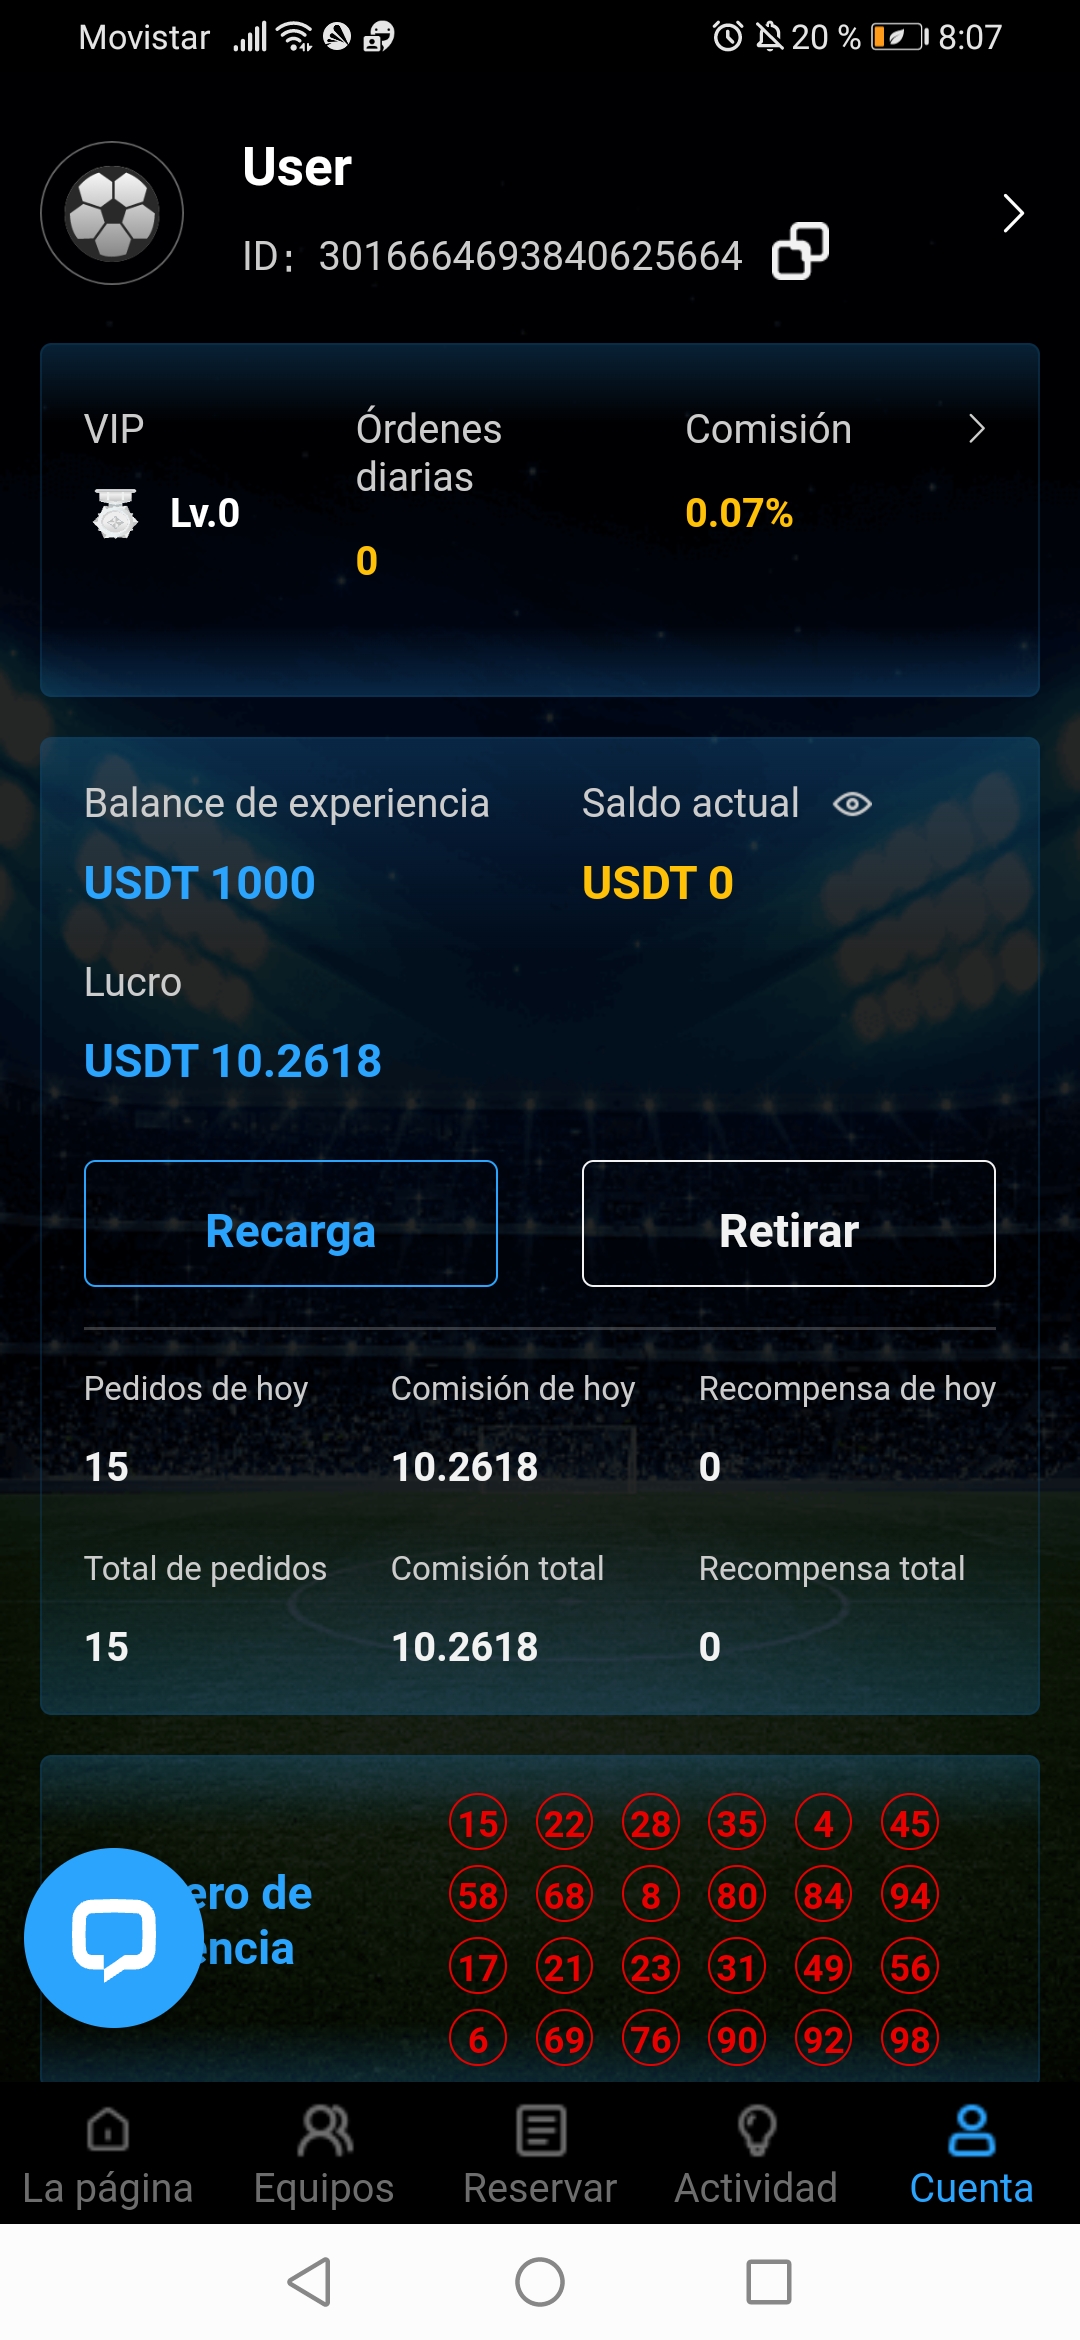 Movistar 20 % 8:07
User
ID: 3016664693840625664
VIP Órdenes diarias Comisión
Lv.0 0 0.07%
Balance de experiencia Saldo actual
USDT 1000 USDT 0
Lucro
USDT 10.2618
Recarga Retirar
Pedidos de hoy Comisión de hoy Recompensa de hoy
15 10.2618 0
Total de pedidos Comisión total Recompensa total
15 10.2618 0
15 22 28 35 4 45
ero de
58 68 8 80 84 94
encia
17 21 23 31 49 56
6 69 76 90 92 98
La página Equipos Reservar Actividad Cuenta